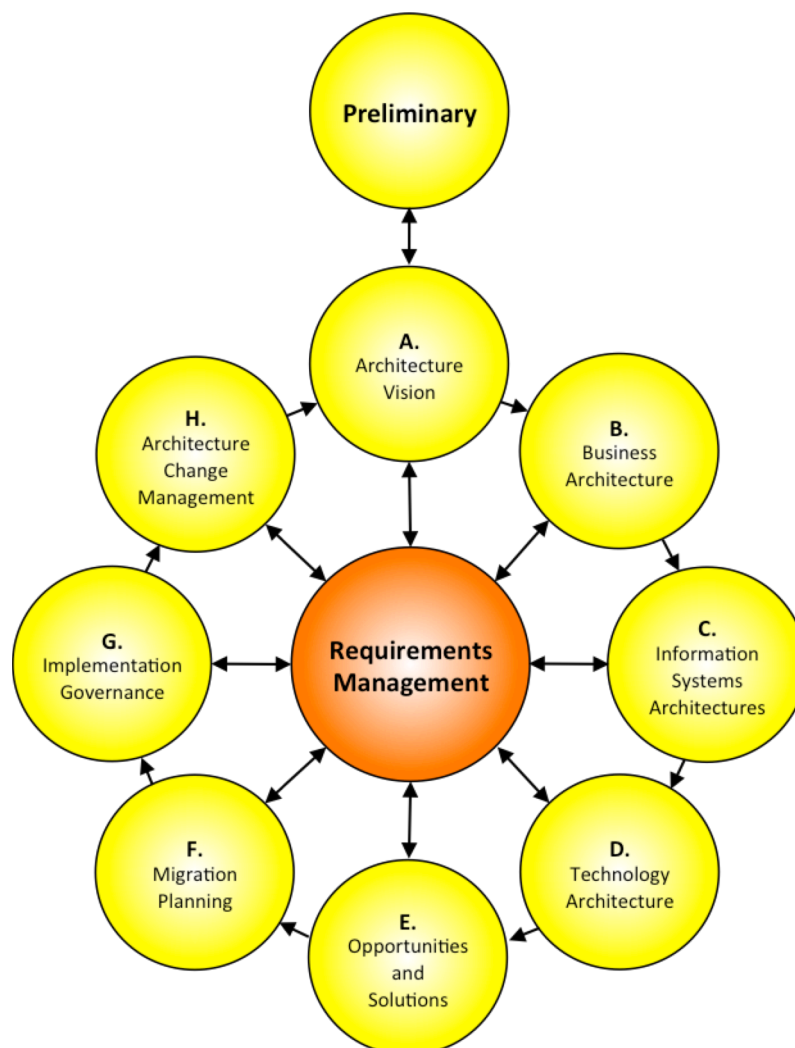 Preliminary
A.
Architecture
Vision
B.
Business
Architecture
C.
Information
Systems
Architectures
D.
Technology
Architecture
E.
Opportunities
and
Solutions
F.
Migration
Planning
G.
Implementation
Governance
H.
Architecture
Change
Management
Requirements
Management